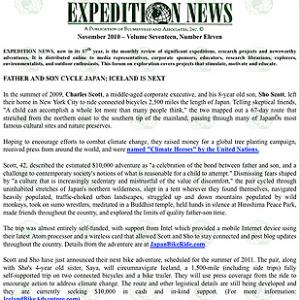 EXPEDITION NEWS
A PUBLICATION OF BLUMENFELD AND ASSOCIATES, INC. ©
November 2010 – Volume Seventeen, Number Eleven
EXPEDITION NEWS, now in its 17th year, is the monthly review of significant expeditions, research projects and newsworthy
adventures. It is distributed online to media representatives, corporate sponsors, educators, research librarians, explorers,
environmentalists, and outdoor enthusiasts. This forum on exploration covers projects that stimulate, motivate and educate.
FATHER AND SON CYCLE JAPAN; ICELAND IS NEXT
In the summer of 2009, Charles Scott, a middle-aged corporate executive, and his 8-year-old son, Sho Scott, left
their home in New York City to ride connected bicycles 2,500 miles the length of Japan. Telling skeptical friends,
"A child can accomplish a whole lot more than many people think," the two mapped out a 67-day route that
stretched from the northern coast to the southern tip of the mainland, passing through many of JapanÕs most
famous cultural sites and nature preserves.
Hoping to encourage efforts to combat climate change, they raised money for a global tree planting campaign,
received press from around the world, and were named "Climate Heroes" by the United Nations.
Scott, 42, described the estimated $10,000 adventure as "a celebration of the bond between father and son, and a
challenge to contemporary society's notions of what is reasonable for a child to attempt." Dismissing fears shaped
by "a culture that is increasingly sedentary and mistrustful of the value of discomfort," the pair cycled through
uninhabited stretches of Japan's northern wilderness, slept in a tent wherever they found themselves, navigated
heavily populated, traffic-choked urban landscapes, struggled up and down mountains populated by wild
monkeys, took on sumo wrestlers, meditated in a Buddhist temple, held hands in silence at Hiroshima Peace Park,
made friends throughout the country, and explored the limits of quality father-son time.
The trip was almost entirely self-funded, with support from Intel which provided a mobile Internet device using
their latest Atom processor and a wireless card that allowed Scott and Sho to stay connected and post blog updates
throughout the country. Details from the adventure are at JapanBikeRide.com.
Scott and Sho have just announced their next bike adventure, scheduled for the summer of 2011. The pair, along
with Sho's 4-year old sister, Saya, will circumnavigate Iceland, a 1,500-mile (including side trips) fully
self-supported trip on two connected bicycles and a bike trailer. They will use press coverage from the ride to
encourage action to address climate change. The route and other logistical details are still being developed and
they are currently seeking $10,000 in cash and in-kind support. For more information:
IcelandBikeAdventure.com